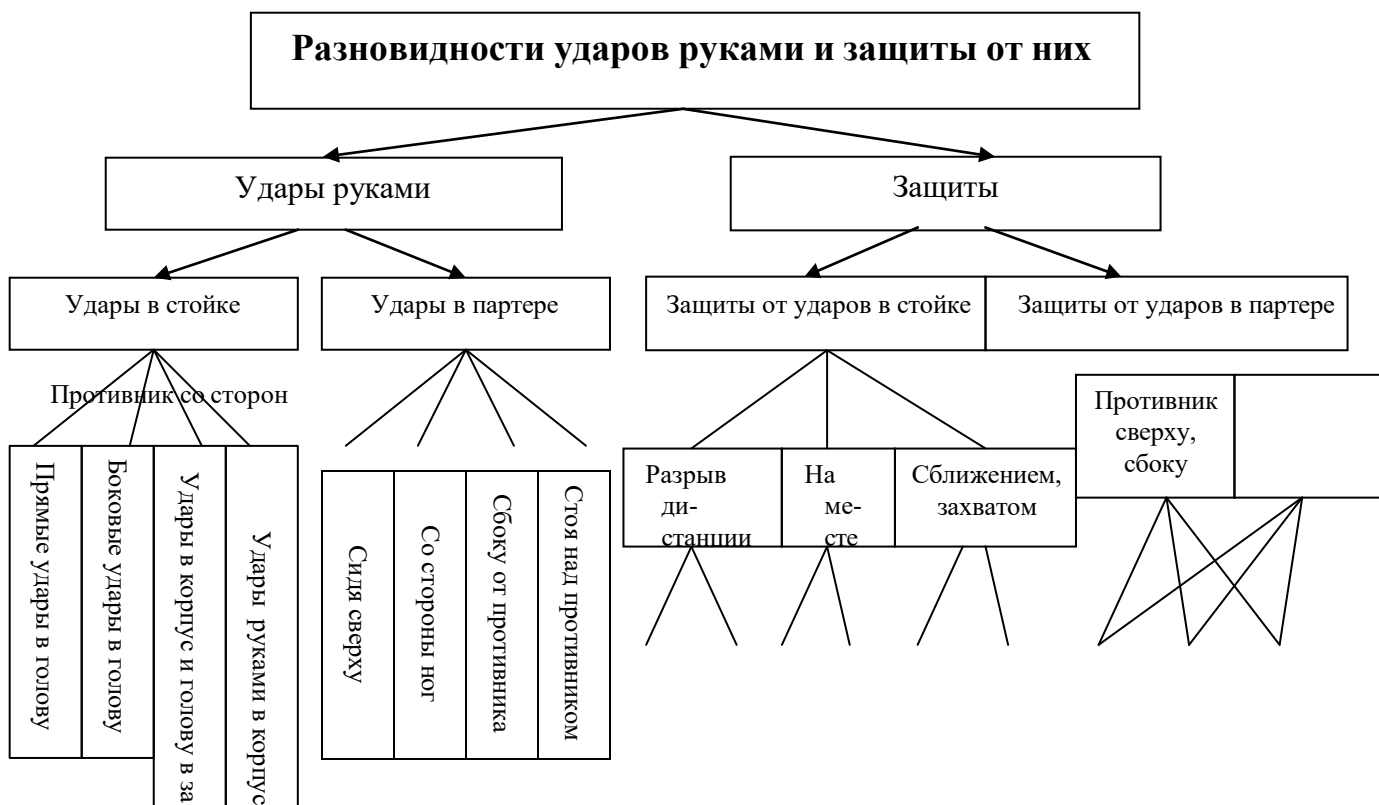 Разновидности ударов руками и защиты от них
Удары руками
Защиты
Удары в стойке
Удары в партере
Защиты от ударов в стойке
Защиты от ударов в партере
Противник со сторон
Прямые удары в голову
Боковые удары в голову
Удары в корпус и голову в за
Удары руками в корпус
Сидя сверху
Со стороны ног
Сбоку от противника
Стоя над противником
Разрыв
ди-
станции
На
ме-
сте
Сближением,
захватом
Противник
сверху,
сбоку